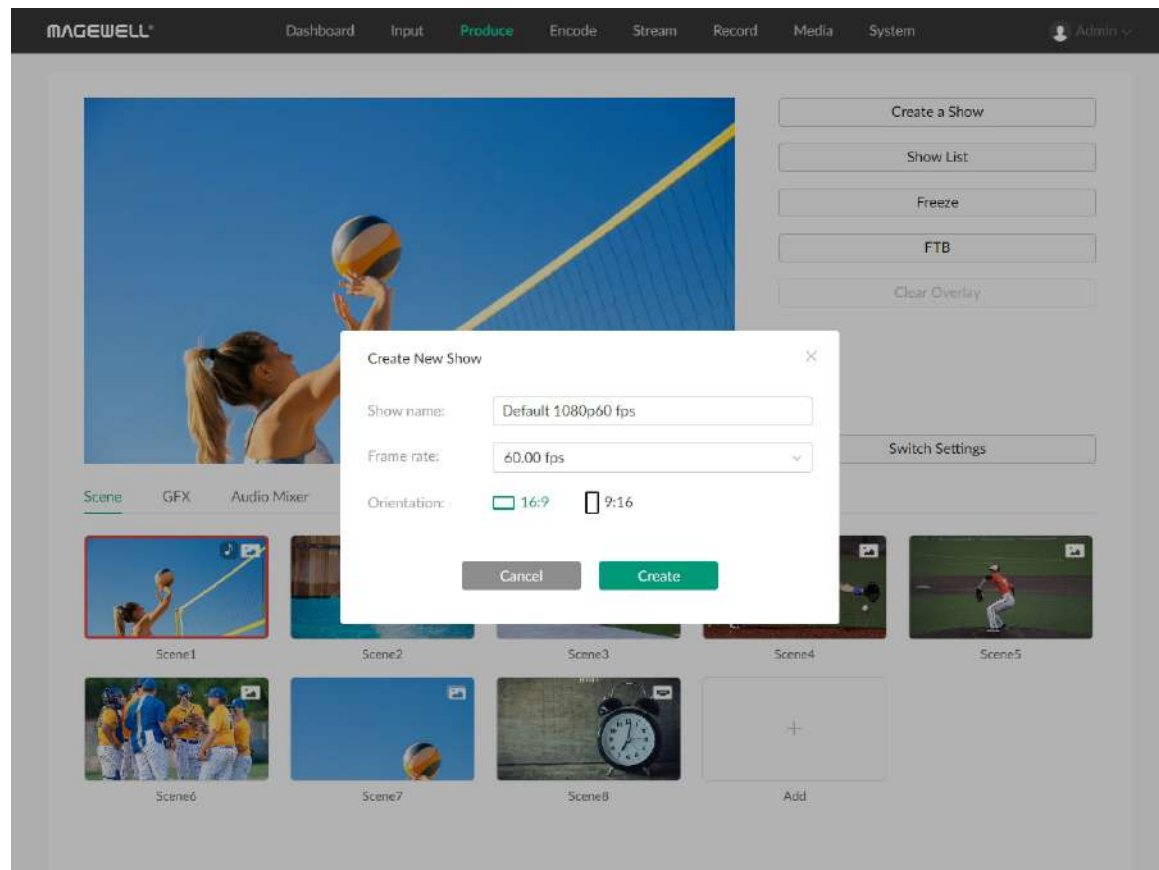 MAGEWELL®
Dashboard Input Produce Encode Stream Record Media System Admin
Create a Show
Show List
Freeze
FTB
Clear Overlay
Switch Settings
Create New Show
Show name: Default 1080p60 fps
Frame rate: 60.00 fps
Orientation: 16:9 9:16
Cancel Create
Scene GFX Audio Mixer
Scene1 Scene2 Scene3 Scene4 Scene5
Scene6 Scene7 Scene8 Add